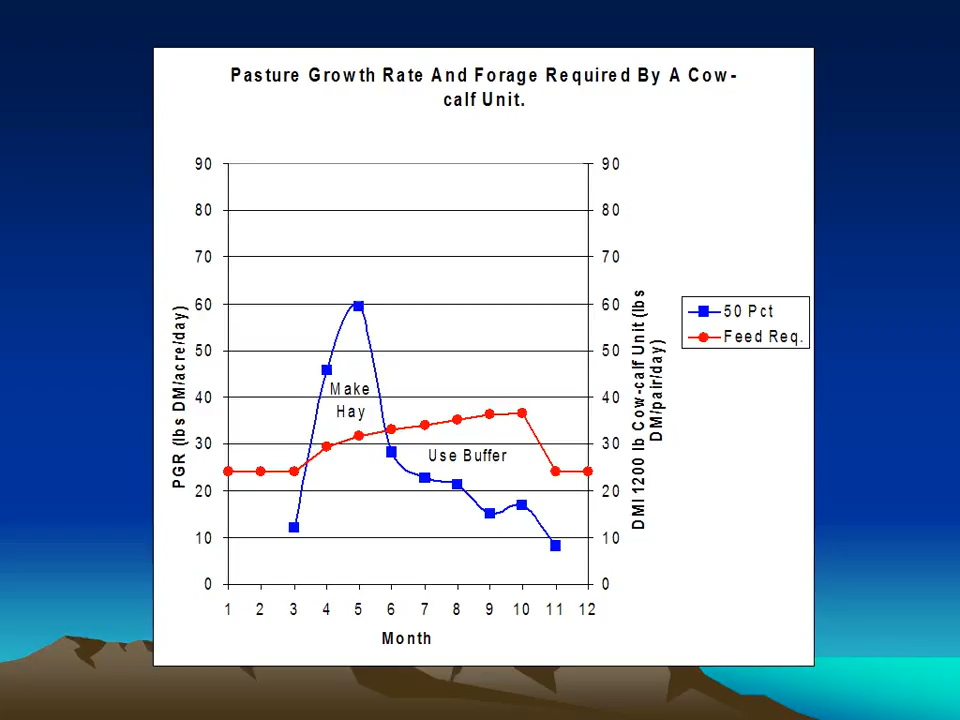 Pasture Growth Rate And Forage Required By A Cow-
calf Unit.
90
80
70
60
50
40
30
20
10
0
PGR (lbs DM/acre/day)
Make
Hay
Use Buffer
90
80
70
60
50
40
30
20
10
0
DMI 1200 lb Cow-calf Unit (lbs
DM/pair/day)
50 Pct
Feed Req.
1 2 3 4 5 6 7 8 9 10 11 12
Month